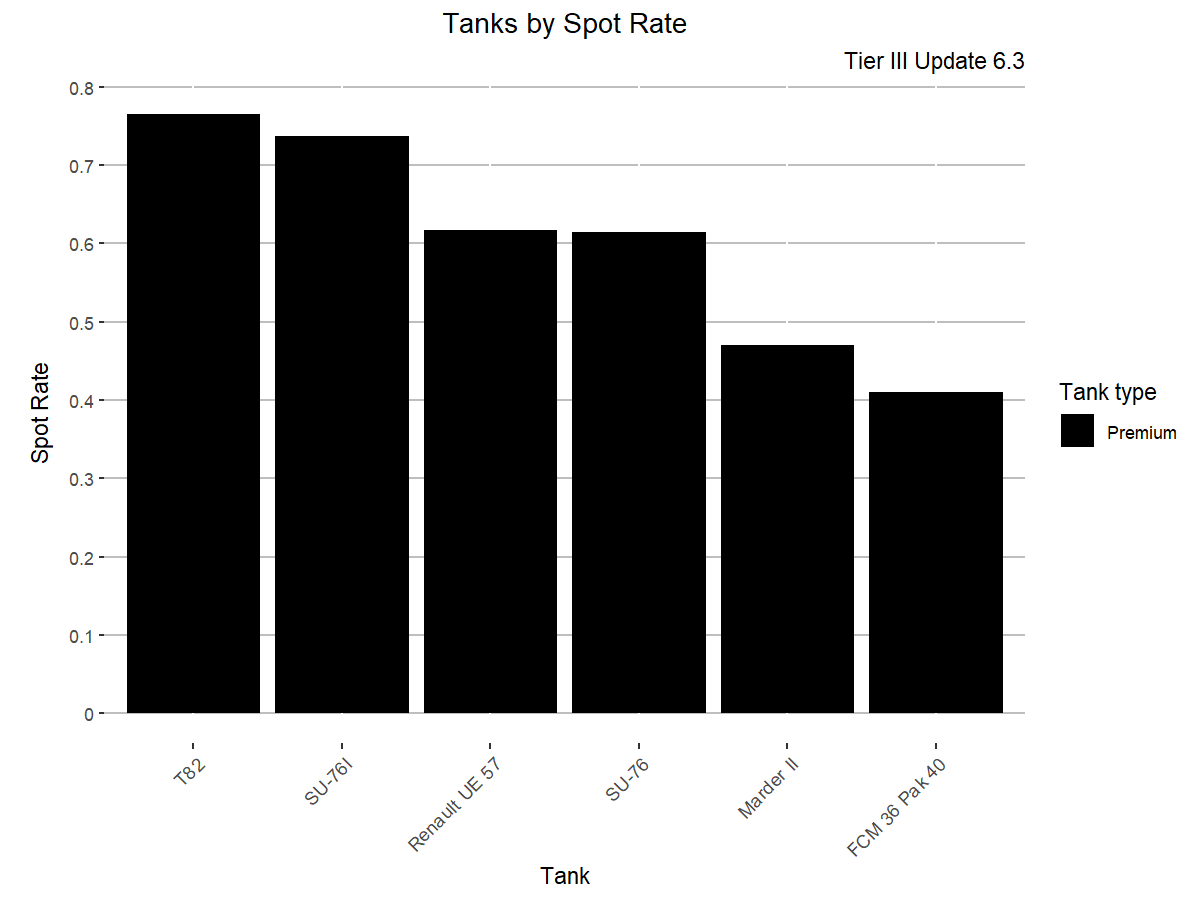 Tanks by Spot Rate
Tier III Update 6.3
0.8
0.7
0.6
0.5
0.4
0.3
0.2
0.1
0
Spot Rate
T82
SU-76I
Renault UE 57
SU-76
Marder II
FCM 36 Pak 40
Tank
Tank type
Premium